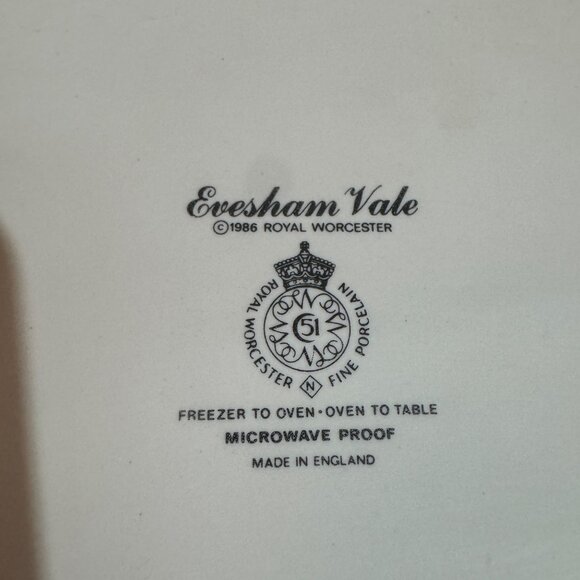 Evesham Vale
©1986 ROYAL WORCESTER
ROYAL WORCESTER N FINE PORCELAIN
51
FREEZER TO OVEN·OVEN TO TABLE
MICROWAVE PROOF
MADE IN ENGLAND